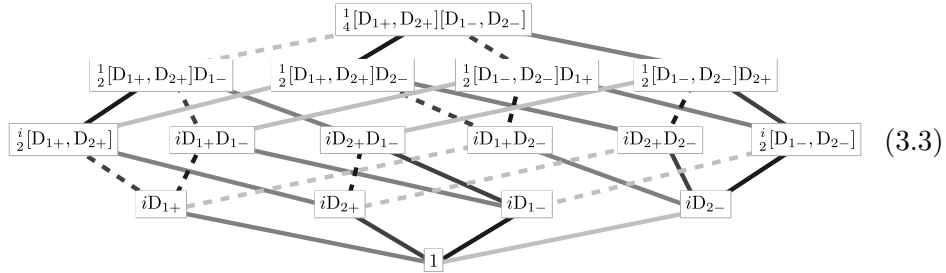 ¼[D₁₊, D₂₊][D₁₋, D₂₋]
½[D₁₊, D₂₊]D₁₋ ½[D₁₊, D₂₊]D₂₋ ½[D₁₋, D₂₋]D₁₊ ½[D₁₋, D₂₋]D₂₊
i/2[D₁₊, D₂₊] iD₁₊D₁₋ iD₂₊D₁₋ iD₁₊D₂₋ iD₂₊D₂₋ i/2[D₁₋, D₂₋] (3.3)
iD₁₊ iD₂₊ iD₁₋ iD₂₋
1